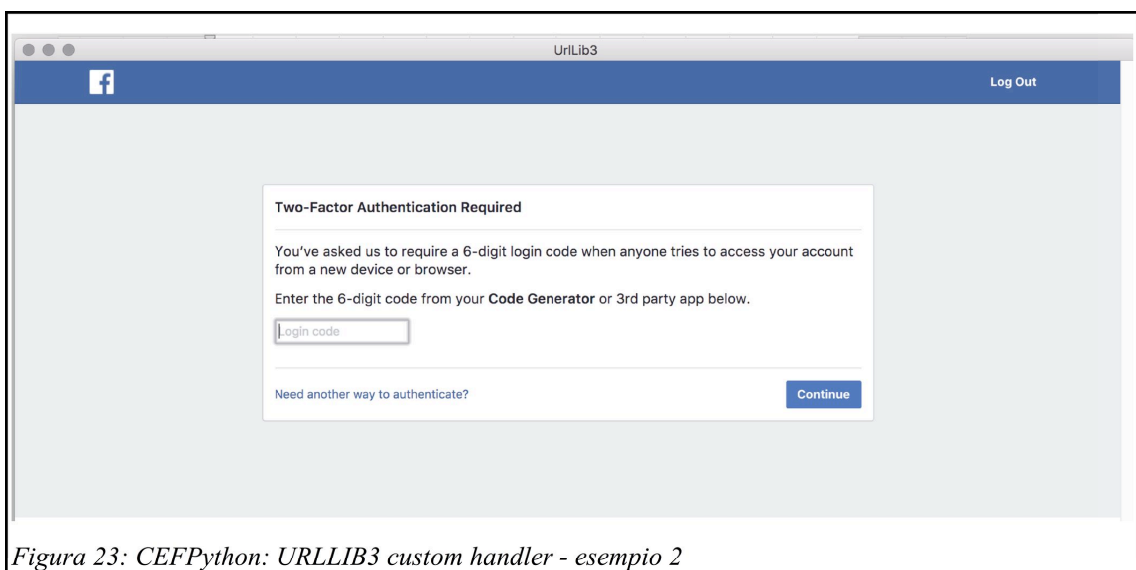 UrlLib3
f
Log Out
Two-Factor Authentication Required
You've asked us to require a 6-digit login code when anyone tries to access your account
from a new device or browser.
Enter the 6-digit code from your Code Generator or 3rd party app below.
Login code
Need another way to authenticate?
Continue
Figura 23: CEFPython: URLLIB3 custom handler - esempio 2